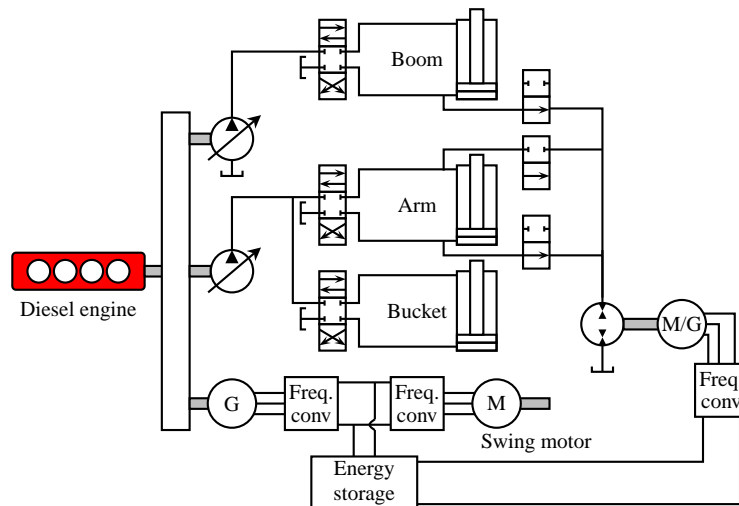 Boom
Arm
Diesel engine
Bucket
M/G
G
Freq.
conv
Freq.
conv
M
Freq.
conv
Swing motor
Energy
storage